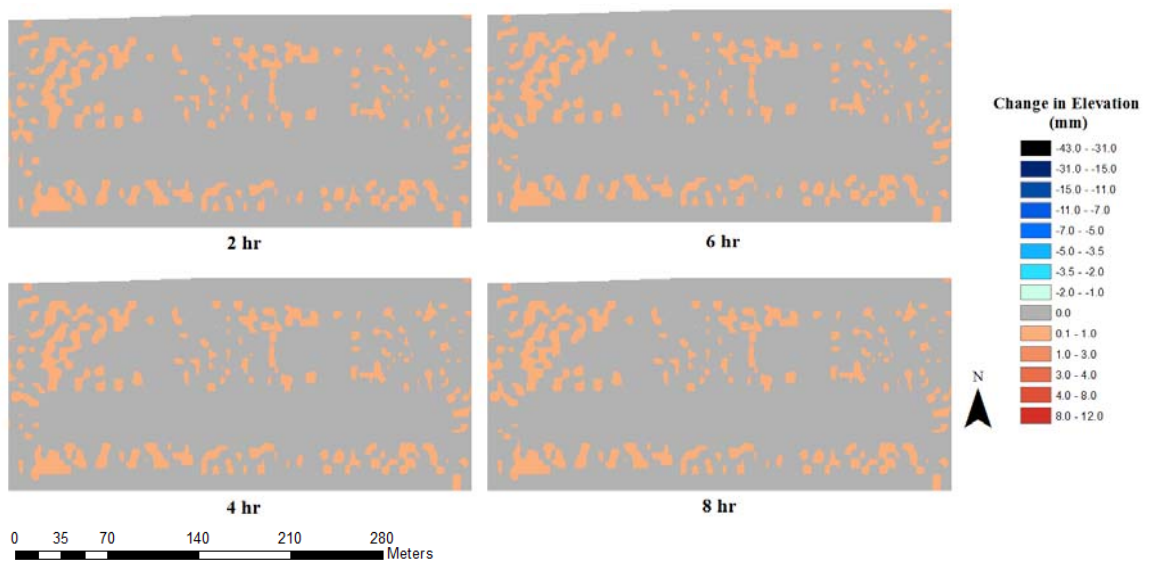 2 hr
6 hr
4 hr
8 hr
Change in Elevation
(mm)
-43.0 - -31.0
-31.0 - -15.0
-15.0 - -11.0
-11.0 - -7.0
-7.0 - -5.0
-5.0 - -3.5
-3.5 - -2.0
-2.0 - -1.0
0.0
0.1 - 1.0
1.0 - 3.0
3.0 - 4.0
4.0 - 8.0
8.0 - 12.0
N
0 35 70 140 210 280
Meters